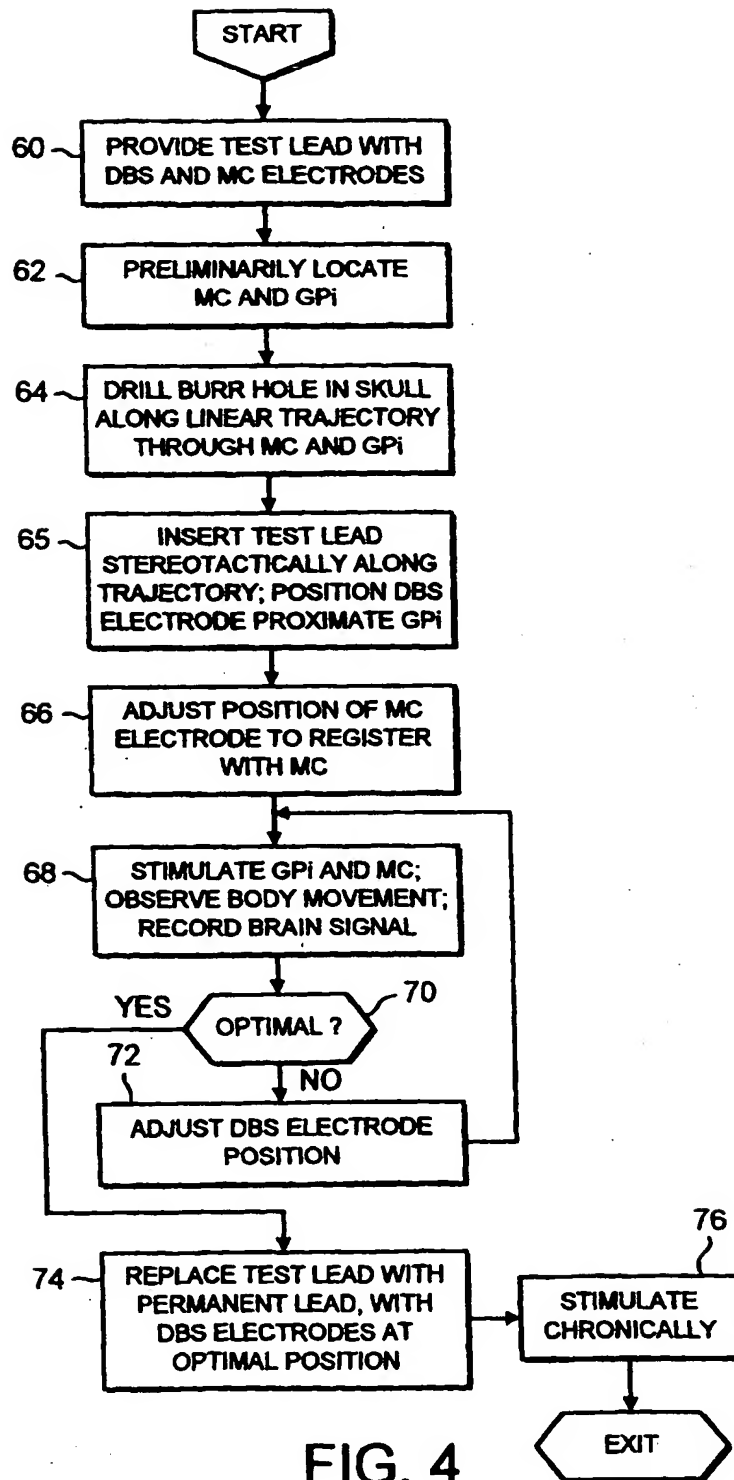 START
60
PROVIDE TEST LEAD WITH
DBS AND MC ELECTRODES
62
PRELIMINARILY LOCATE
MC AND GPi
64
DRILL BURR HOLE IN SKULL
ALONG LINEAR TRAJECTORY
THROUGH MC AND GPi
65
INSERT TEST LEAD
STEREOTACTICALLY ALONG
TRAJECTORY; POSITION DBS
ELECTRODE PROXIMATE GPi
66
ADJUST POSITION OF MC
ELECTRODE TO REGISTER
WITH MC
68
STIMULATE GPi AND MC;
OBSERVE BODY MOVEMENT;
RECORD BRAIN SIGNAL
YES
70
OPTIMAL ?
72
NO
ADJUST DBS ELECTRODE
POSITION
74
REPLACE TEST LEAD WITH
PERMANENT LEAD, WITH
DBS ELECTRODES AT
OPTIMAL POSITION
76
STIMULATE
CHRONICALLY
EXIT
FIG. 4